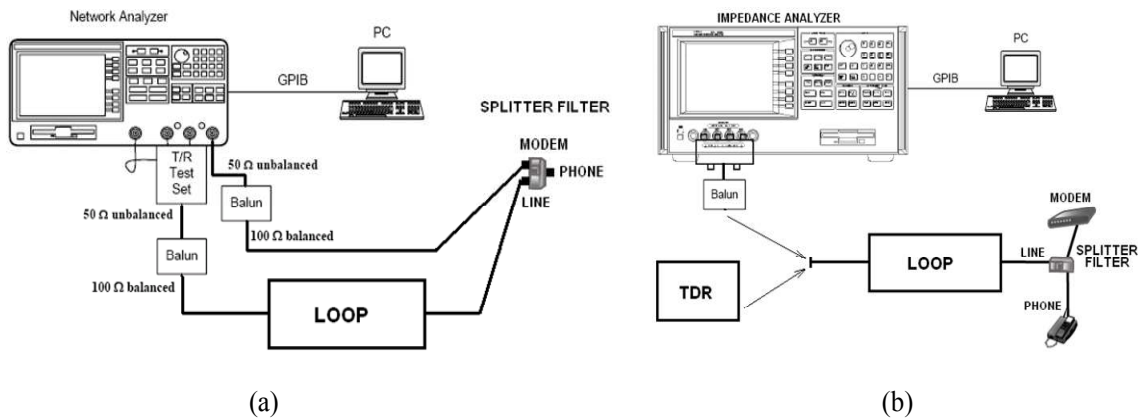 Network Analyzer
PC
GPIB
SPLITTER FILTER
MODEM
PHONE
LINE
T/R
Test
Set
50 Ω unbalanced
Balun
50 Ω unbalanced
100 Ω balanced
Balun
100 Ω balanced
LOOP
(a)
IMPEDANCE ANALYZER
PC
GPIB
Balun
MODEM
LINE
SPLITTER
FILTER
LOOP
TDR
PHONE
(b)